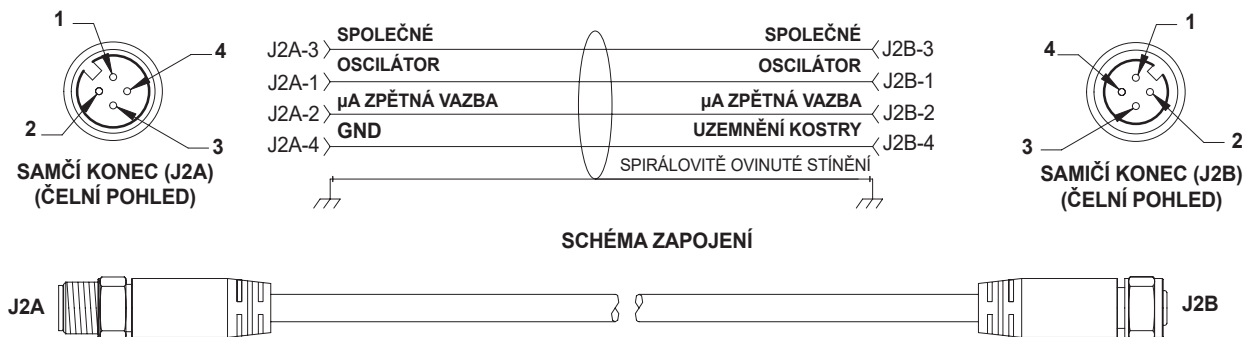 1
4
2
3
SAMČÍ KONEC (J2A)
(ČELNÍ POHLED)
J2A-3 SPOLEČNÉ SPOLEČNÉ J2B-3
J2A-1 OSCILÁTOR OSCILÁTOR J2B-1
J2A-2 µA ZPĚTNÁ VAZBA µA ZPĚTNÁ VAZBA J2B-2
J2A-4 GND UZEMNĚNÍ KOSTRY J2B-4
SPIRÁLOVITĚ OVINUTÉ STÍNĚNÍ
1
4
3
2
SAMIČÍ KONEC (J2B)
(ČELNÍ POHLED)
SCHÉMA ZAPOJENÍ
J2A
J2B